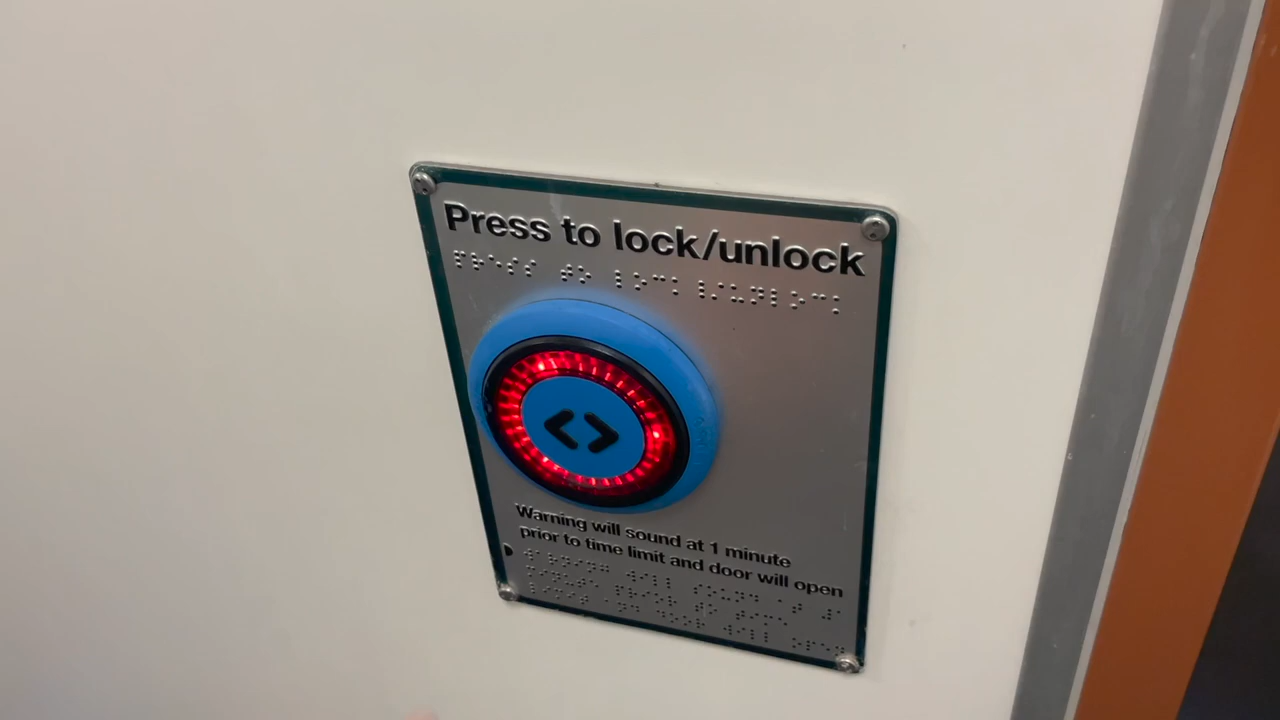 Press to lock/unlock
Warning will sound at 1 minute
prior to time limit and door will open